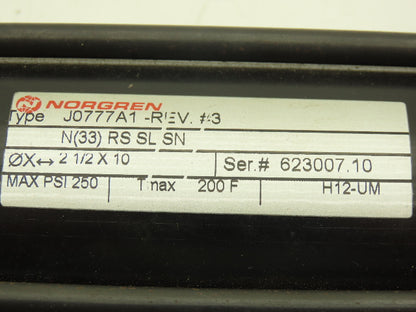 NORGREN
Type J0777A1 -REV. #3
N(33) RS SL SN
ØX↔ 2 1/2 X 10 Ser.# 623007.10
MAX PSI 250 Tmax 200 F H12-UM